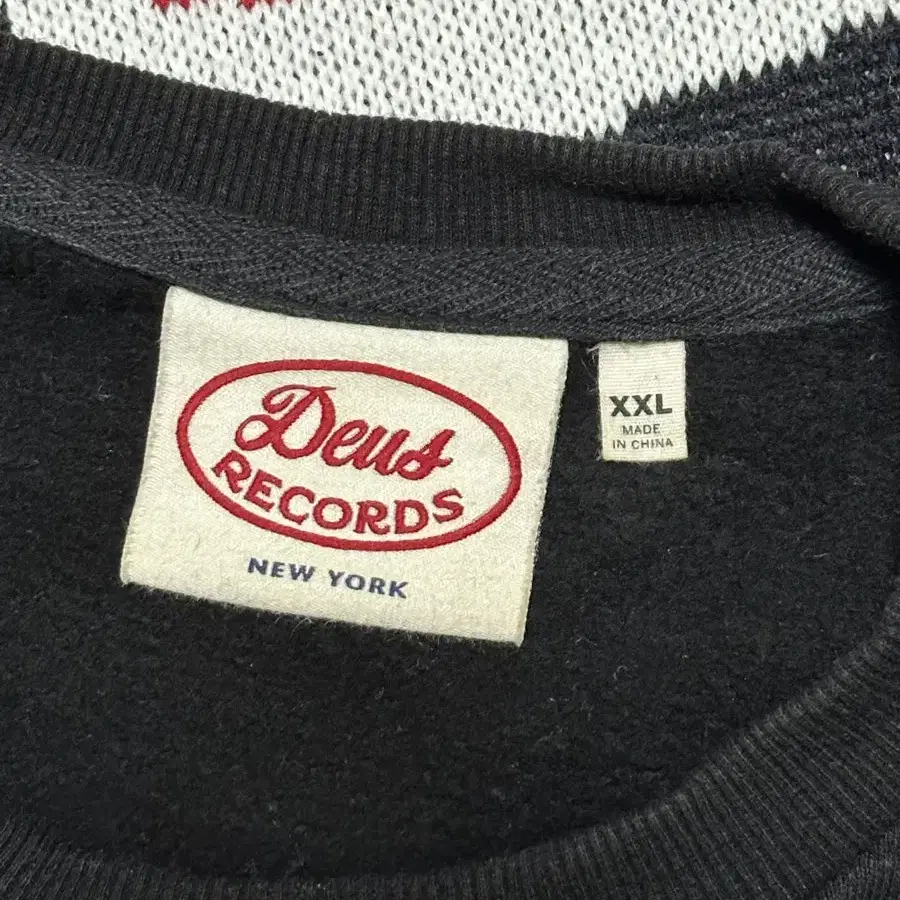 Deus
RECORDS
NEW YORK
XXL
MADE
IN CHINA